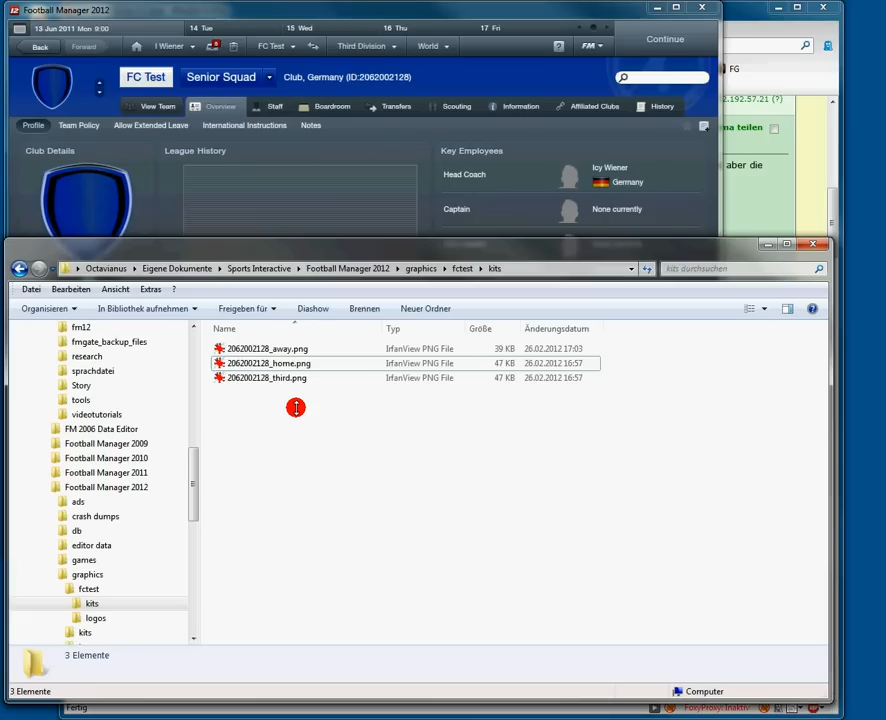 Football Manager 2012
13 Jun 2011 Mon 9:00
14 Tue
15 Wed
16 Thu
17 Fri
Back
Forward
I Wiener
FC Test
Third Division
World
?
FM
Continue
FG
FC Test
Senior Squad
Club, Germany (ID:2062002128)
View Team
Overview
Staff
Boardroom
Transfers
Scouting
Information
Affiliated Clubs
History
2.192.57.21 (?)
Profile
Team Policy
Allow Extended Leave
International Instructions
Notes
ma teilen
Club Details
League History
Key Employees
aber die
Head Coach
Icy Wiener
Germany
Captain
None currently
Octavianus
Eigene Dokumente
Sports Interactive
Football Manager 2012
graphics
fctest
kits
kits durchsuchen
Datei
Bearbeiten
Ansicht
Extras
?
Organisieren
In Bibliothek aufnehmen
Freigeben für
Diashow
Brennen
Neuer Ordner
Name
Typ
Größe
Änderungsdatum
2062002128_away.png
IrfanView PNG File
39 KB
26.02.2012 17:03
2062002128_home.png
IrfanView PNG File
47 KB
26.02.2012 16:57
2062002128_third.png
IrfanView PNG File
47 KB
26.02.2012 16:57
fm12
fmgate_backup_files
research
sprachdatei
Story
tools
videotutorials
FM 2006 Data Editor
Football Manager 2009
Football Manager 2010
Football Manager 2011
Football Manager 2012
ads
crash dumps
db
editor data
games
graphics
fctest
kits
logos
kits
3 Elemente
3 Elemente
Computer
Fertig
FoxyProxy: Inaktiv